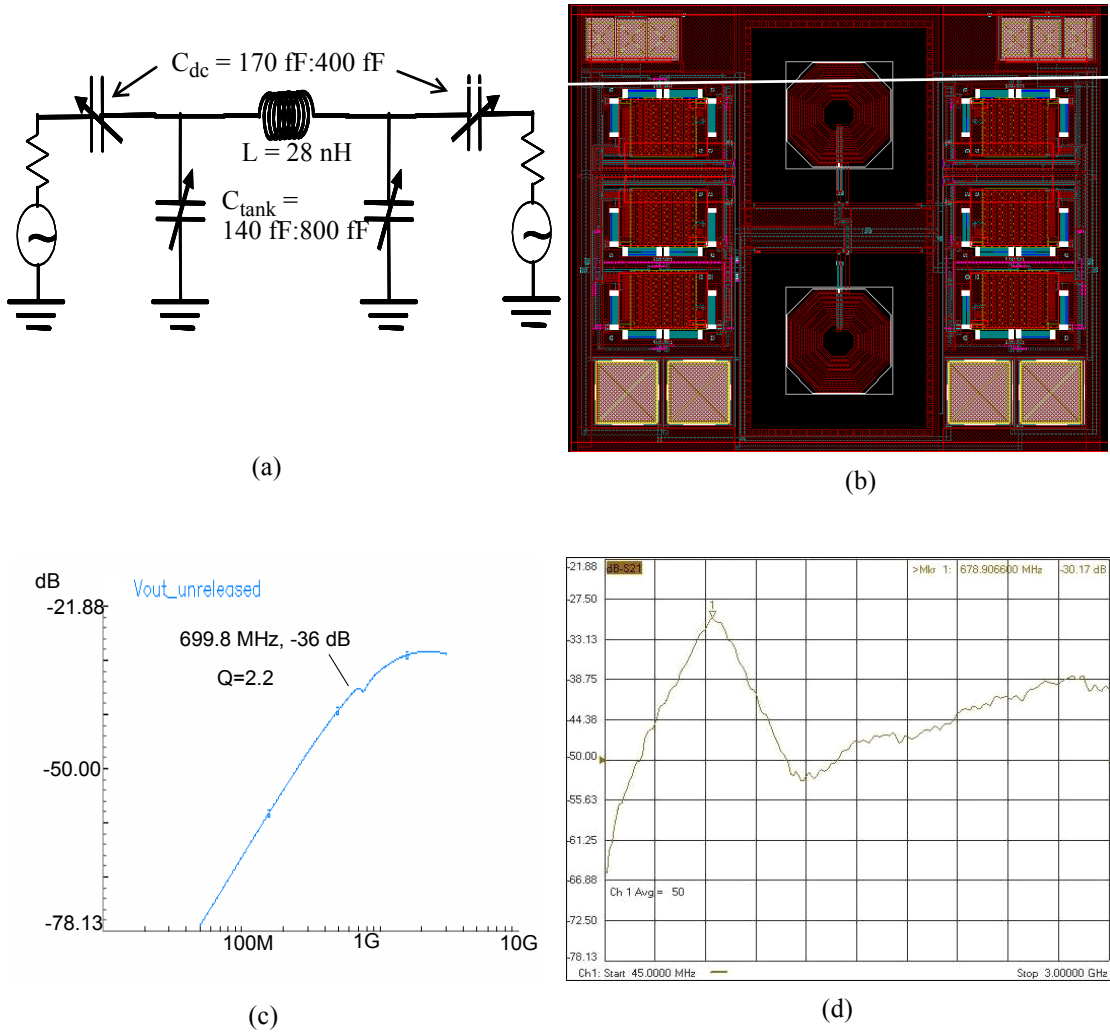 C_dc = 170 fF:400 fF
L = 28 nH
C_tank =
140 fF:800 fF
(a)
(b)
dB
Vout_unreleased
-21.88
699.8 MHz, -36 dB
Q=2.2
-50.00
-78.13
100M
1G
10G
(c)
-21.88
dB-S21
>Mkr 1: 678.906600 MHz -30.17 dB
1
-27.50
-33.13
-38.75
-44.38
-50.00
-55.63
-61.25
-66.88
Ch 1 Avg = 50
-72.50
-78.13
Ch1: Start 45.0000 MHz
Stop 3.00000 GHz
(d)